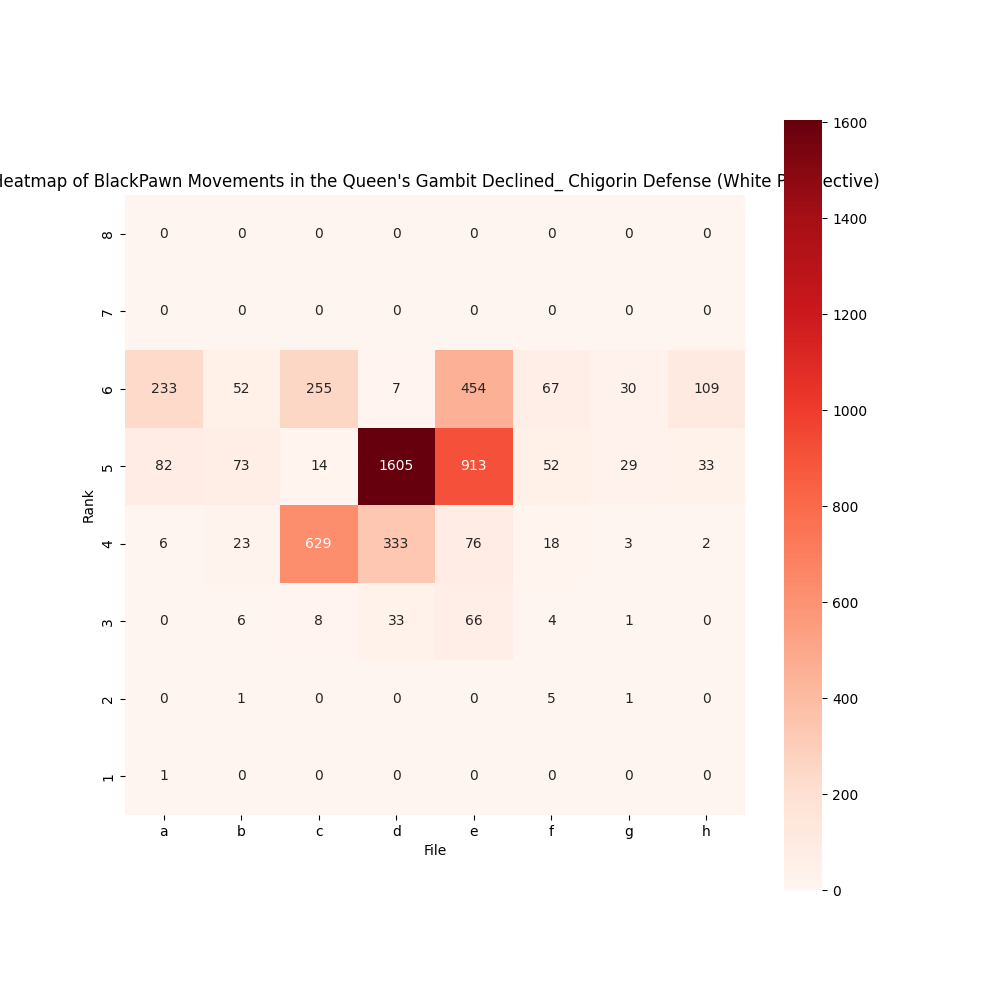 Heatmap of BlackPawn Movements in the Queen's Gambit Declined_ Chigorin Defense (White
8 0 0 0 0 0 0 0 0
7 0 0 0 0 0 0 0 0
6 233 52 255 7 454 67 30 109
5 82 73 14 1605 913 52 29 33
4 6 23 629 333 76 18 3 2
3 0 6 8 33 66 4 1 0
2 0 1 0 0 0 5 1 0
1 1 0 0 0 0 0 0 0
Rank
a b c d e f g h
File
1600
1400
1200
1000
800
600
400
200
0